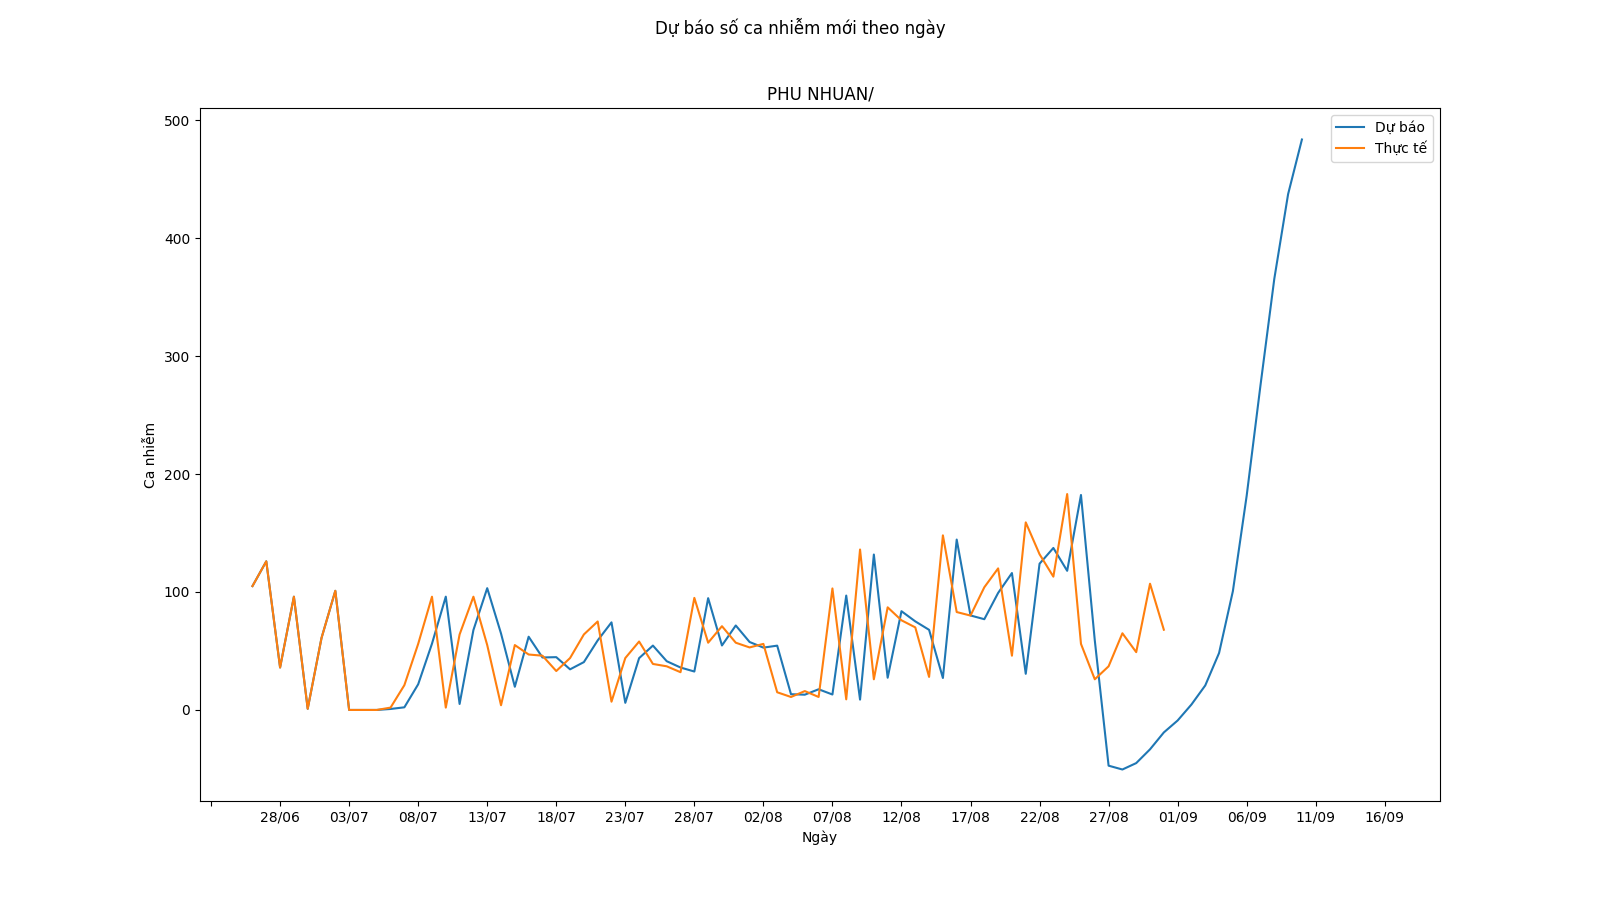 Dự báo số ca nhiễm mới theo ngày
PHU NHUAN/
500
400
300
200
100
0
Ca nhiễm
Dự báo
Thực tế
28/06 03/07 08/07 13/07 18/07 23/07 28/07 02/08 07/08 12/08 17/08 22/08 27/08 01/09 06/09 11/09 16/09
Ngày